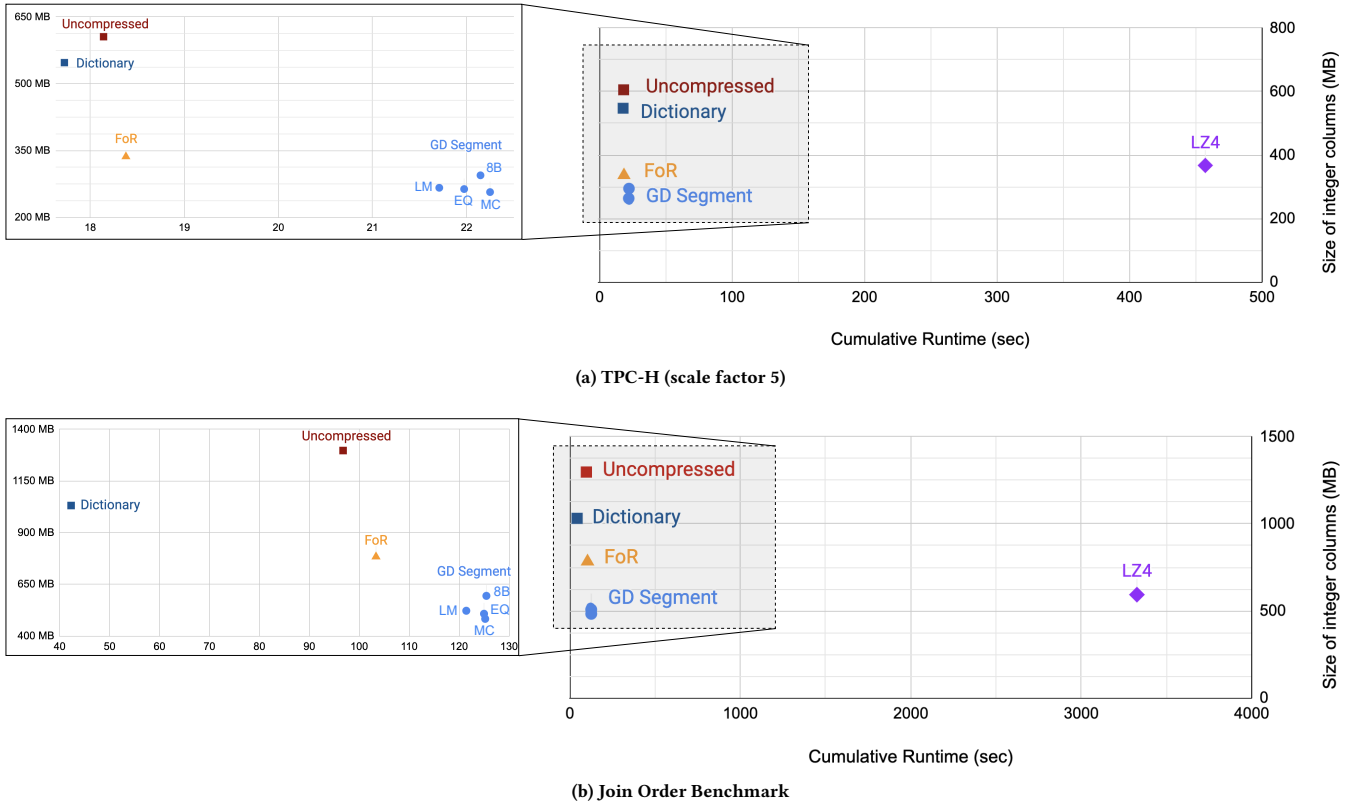 650 MB
Uncompressed
Dictionary
500 MB
FoR
350 MB
GD Segment
8B
LM
EQ
MC
200 MB
18
19
20
21
22
800
Uncompressed
600
Dictionary
LZ4
400
FoR
GD Segment
200
0
0
100
200
300
400
500
Size of integer columns (MB)
Cumulative Runtime (sec)
(a) TPC-H (scale factor 5)
1400 MB
Uncompressed
1150 MB
Dictionary
900 MB
FoR
650 MB
GD Segment
8B
LM
EQ
MC
400 MB
40
50
60
70
80
90
100
110
120
130
1500
Uncompressed
Dictionary
1000
FoR
LZ4
GD Segment
500
0
0
1000
2000
3000
4000
Size of integer columns (MB)
Cumulative Runtime (sec)
(b) Join Order Benchmark